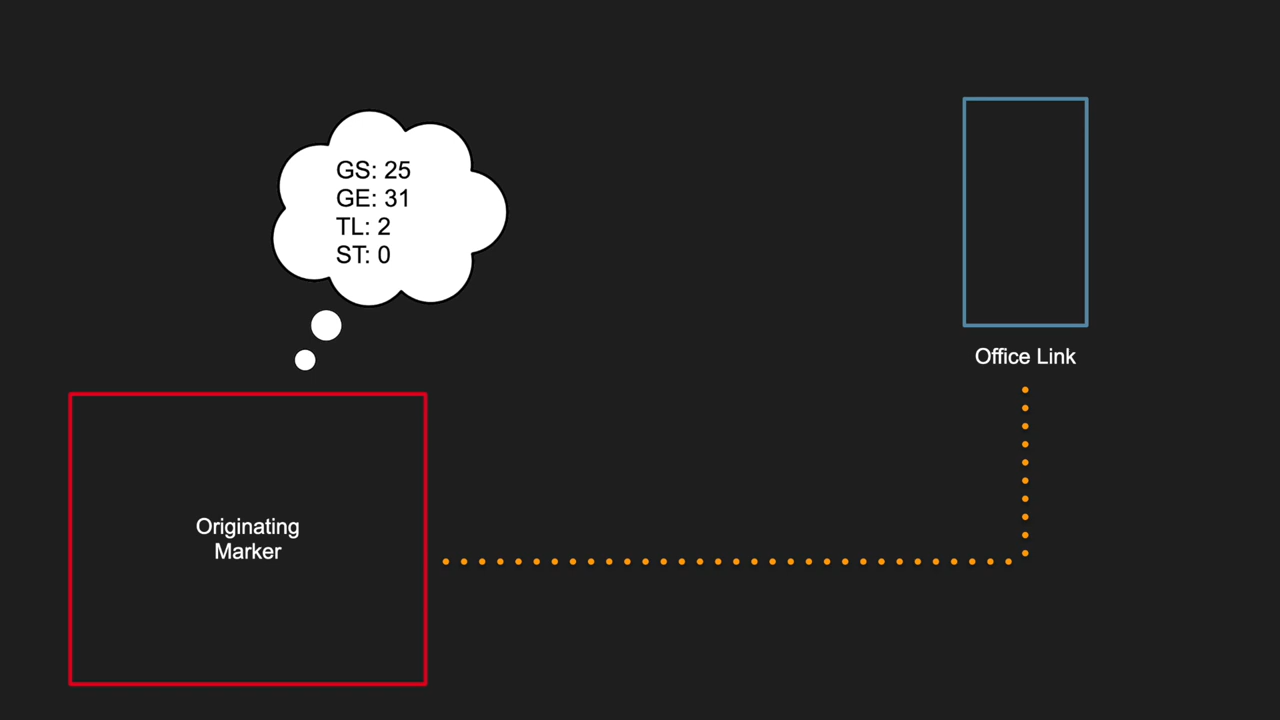 GS: 25
GE: 31
TL: 2
ST: 0
Office Link
Originating
Marker